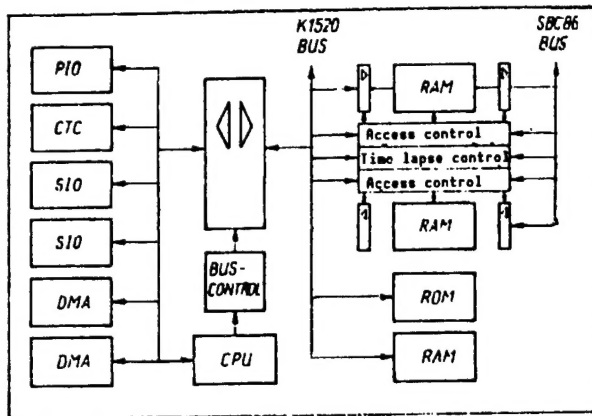 K1520
BUS
SBC86
BUS
PIO
CTC
SIO
SIO
DMA
DMA
BUS-
CONTROL
CPU
RAM
Access control
Timo lapse control
Access control
RAM
ROM
RAM